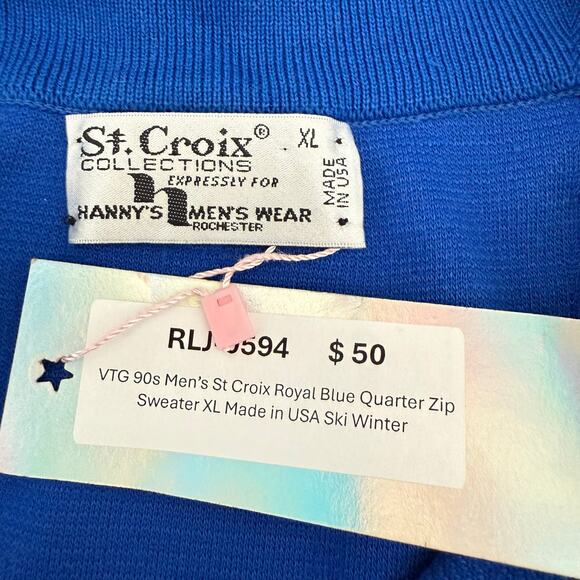 St. Croix® XL
COLLECTIONS
MADE
IN USA
EXPRESSLY FOR
HANNY'S MEN'S WEAR
ROCHESTER
$ 50
VTG 90s Men's St Croix Royal Blue Quarter Zip
Sweater XL Made in USA Ski Winter